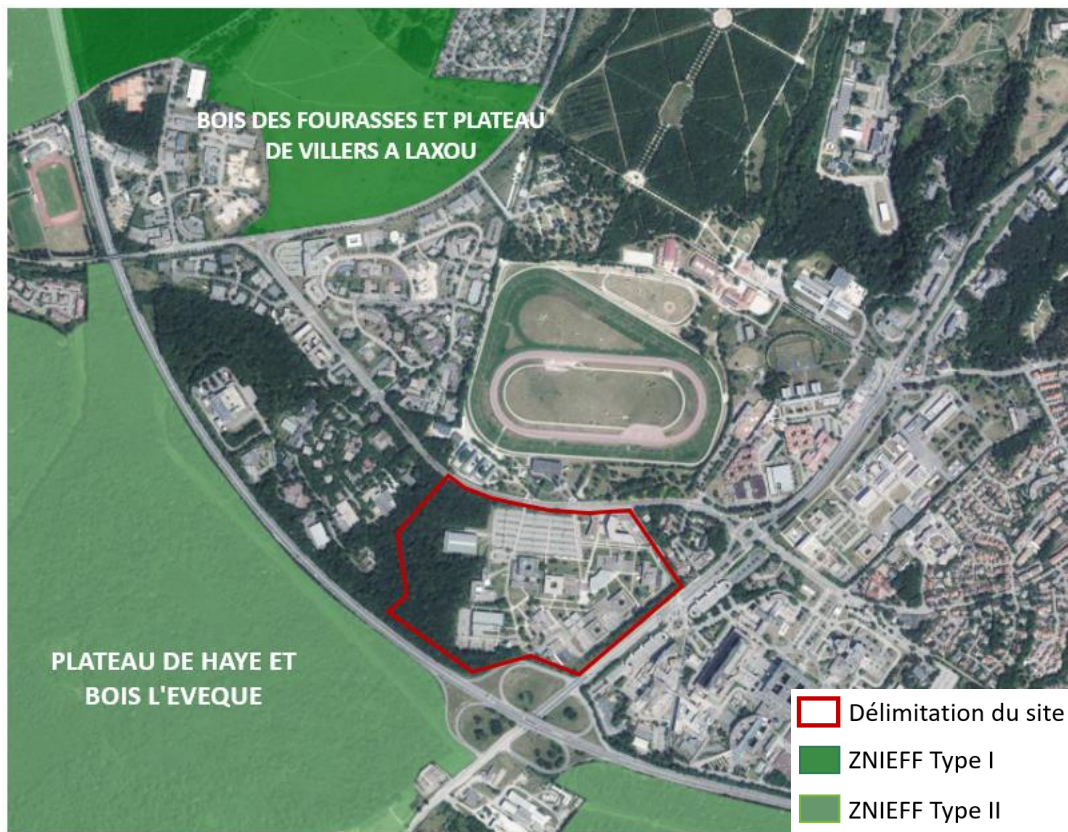 BOIS DES FOURASSES ET PLATEAU
DE VILLERS A LAXOU
PLATEAU DE HAYE ET
BOIS L'EVEQUE
Délimitation du site
ZNIEFF Type I
ZNIEFF Type II